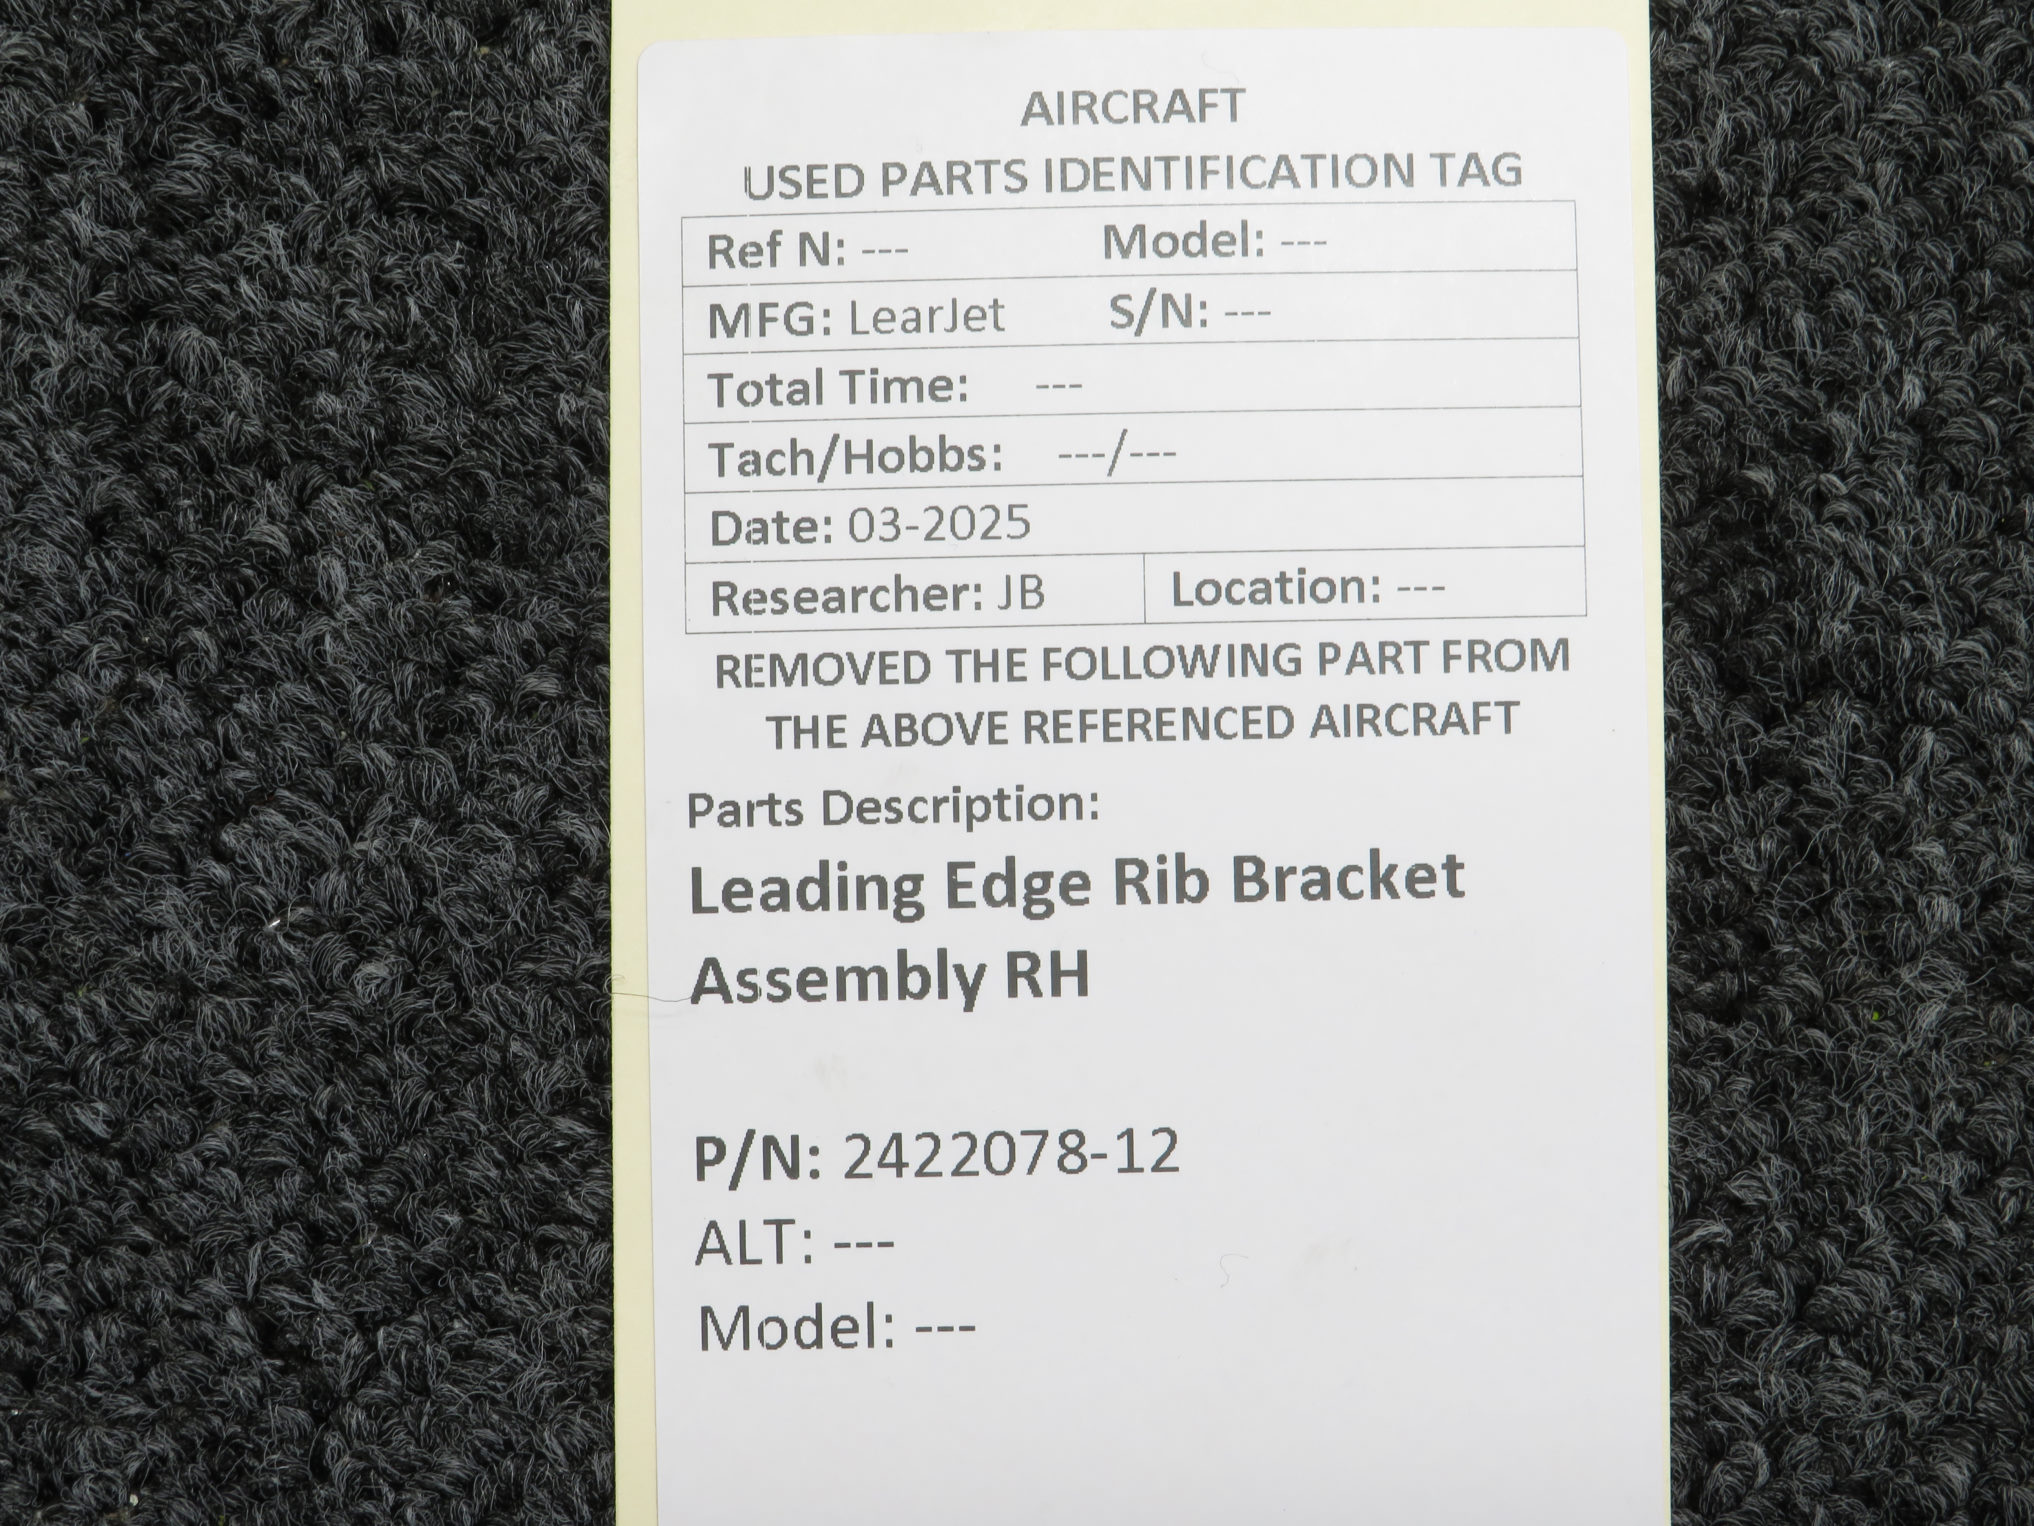 AIRCRAFT
USED PARTS IDENTIFICATION TAG
Ref N: --- Model: ---
MFG: LearJet S/N: ---
Total Time: ---
Tach/Hobbs: ---/---
Date: 03-2025
Researcher: JB Location: ---
REMOVED THE FOLLOWING PART FROM
THE ABOVE REFERENCED AIRCRAFT
Parts Description:
Leading Edge Rib Bracket
Assembly RH
P/N: 2422078-12
ALT: ---
Model: ---